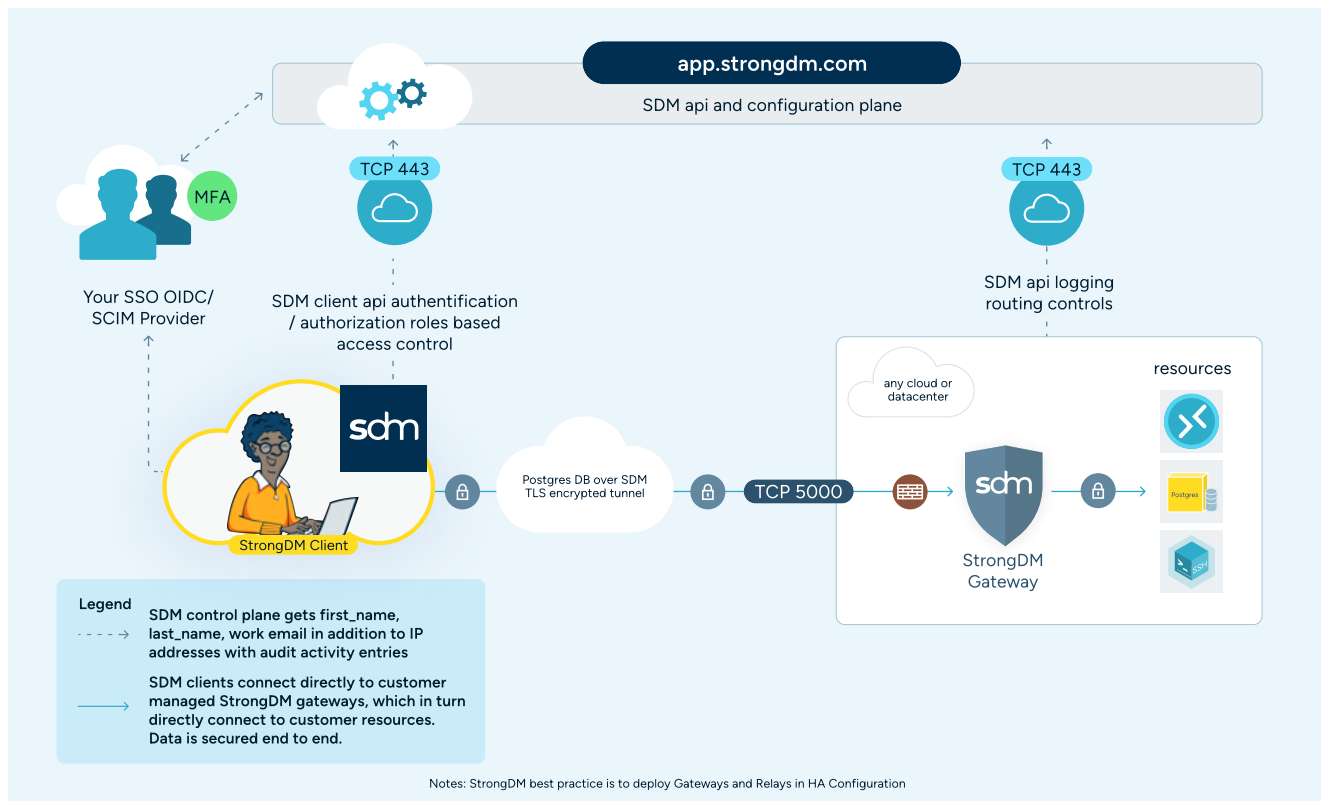 app.strongdm.com
SDM api and configuration plane
TCP 443
TCP 443
MFA
Your SSO OIDC/
SCIM Provider
SDM client api authentification
/ authorization roles based
access control
SDM api logging
routing controls
any cloud or
datacenter
resources
sdm
StrongDM Client
Postgres DB over SDM
TLS encrypted tunnel
TCP 5000
sdm
StrongDM
Gateway
Postgres
>_
SSH
Legend
SDM control plane gets first_name,
last_name, work email in addition to IP
addresses with audit activity entries
SDM clients connect directly to customer
managed StrongDM gateways, which in turn
directly connect to customer resources.
Data is secured end to end.
Notes: StrongDM best practice is to deploy Gateways and Relays in HA Configuration